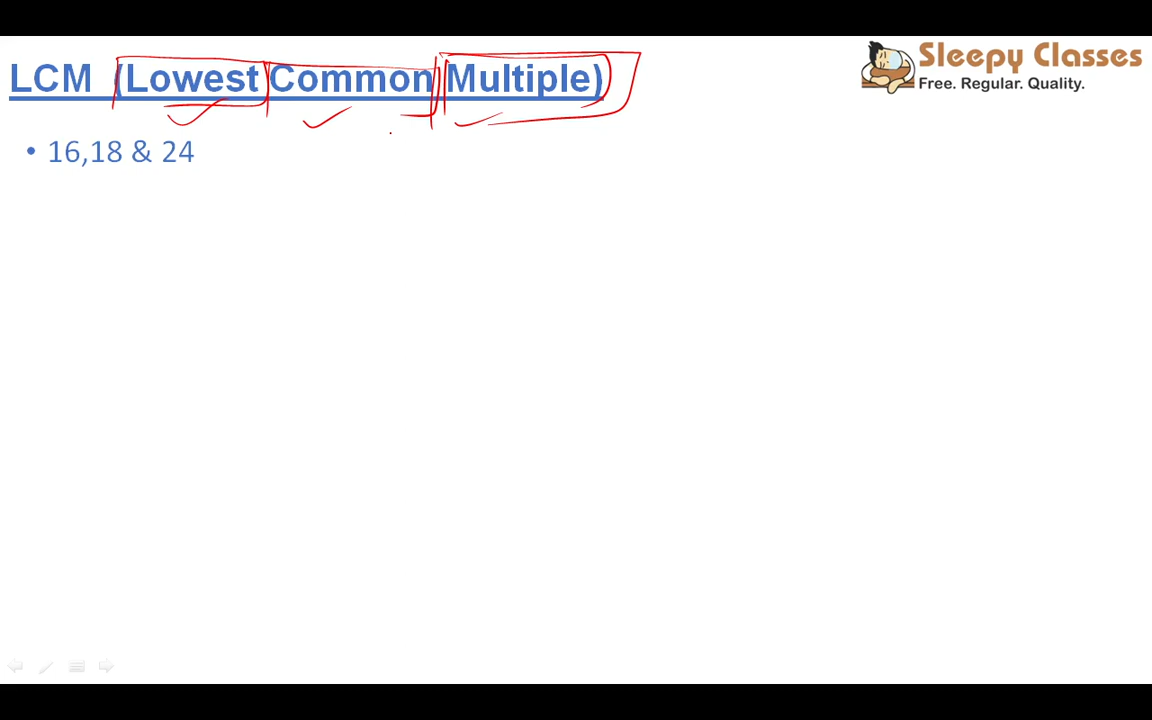 LCM (Lowest Common Multiple)
Sleepy Classes
Free. Regular. Quality.
• 16,18 & 24